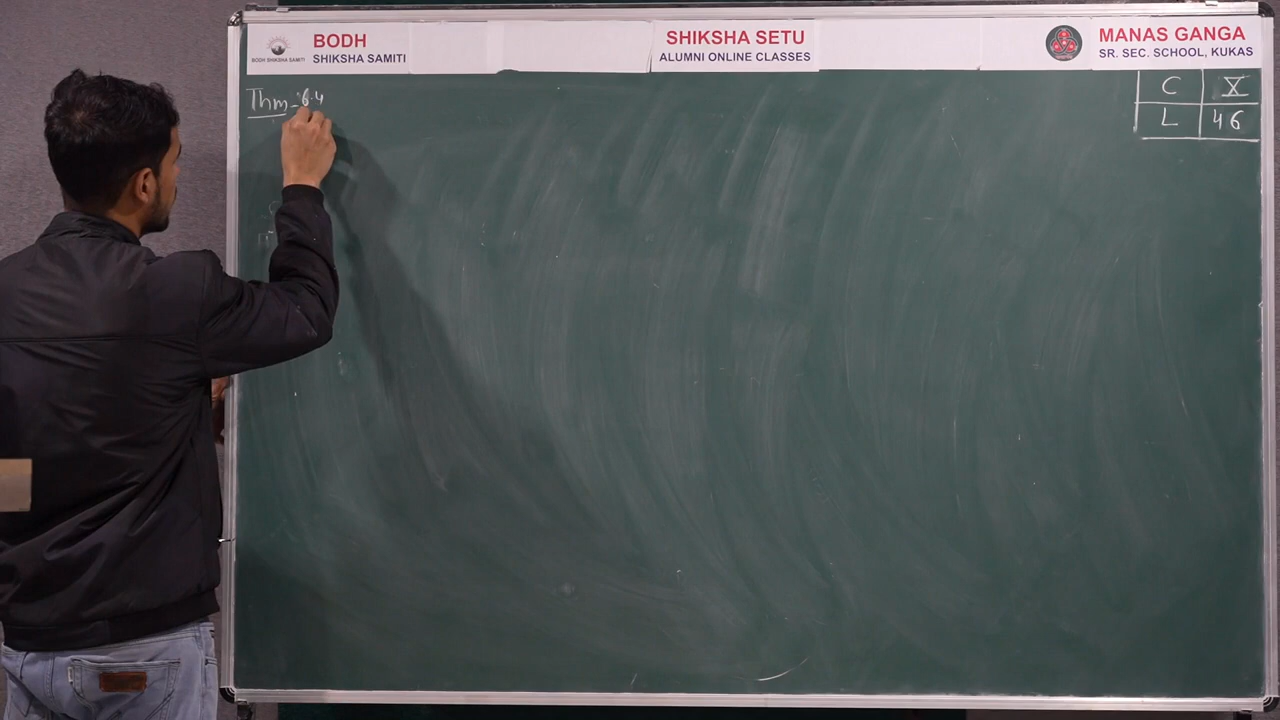 BODH
SHIKSHA SAMITI
BODH SHIKSHA SAMITI
SHIKSHA SETU
ALUMNI ONLINE CLASSES
MANAS GANGA
SR. SEC. SCHOOL, KUKAS
Thm - 6.4
C X
L 46